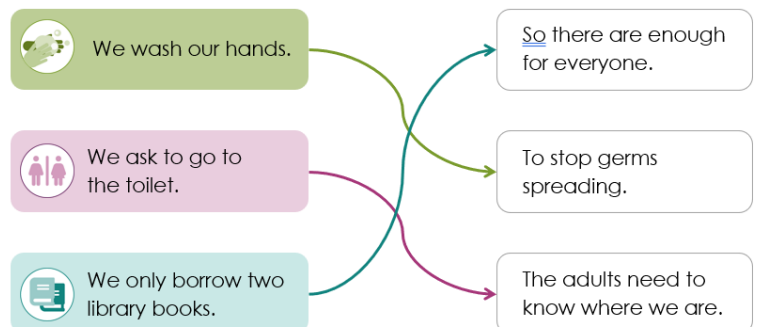 We wash our hands.
So there are enough
for everyone.
We ask to go to
the toilet.
To stop germs
spreading.
We only borrow two
library books.
The adults need to
know where we are.